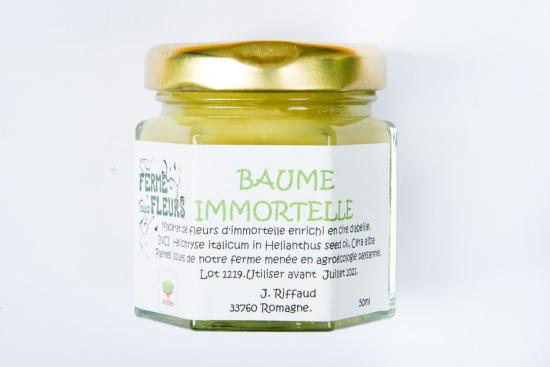 FERME
aux FLEURS
BAUME
IMMORTELLE
Macérat de fleurs d'immortelle enrichi en cire d'abeille.
INCI Helichryse italicum in Helianthus seed oil, Cera alba
Plantes issues de notre ferme menée en agroécologie paysanne.
Lot 1219.Utiliser avant Juillet 2021.
J. Riffaud
33760 Romagne.
50ml